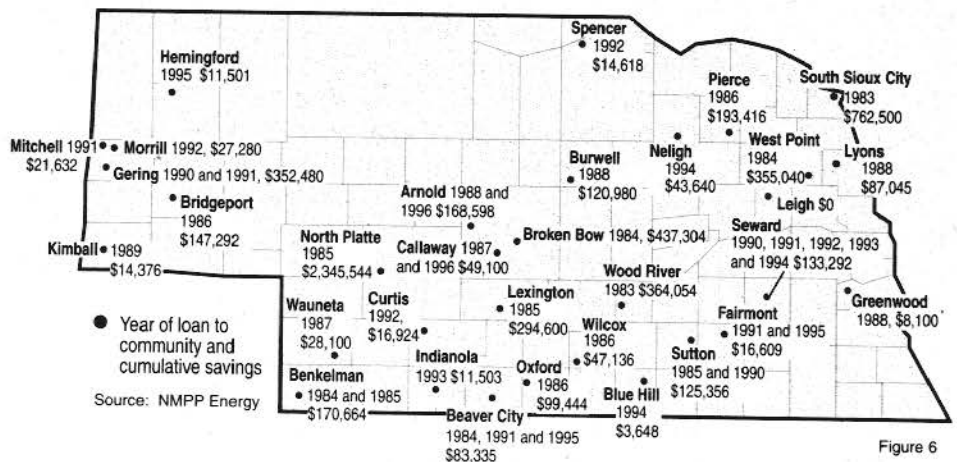 Spencer
1992
$14,618
Hemingford
1995 $11,501
Pierce
1986
$193,416
South Sioux City
1983
$762,500
Mitchell 1991
$21,632
Morrill 1992, $27,280
Gering 1990 and 1991, $352,480
Bridgeport
1986
$147,292
Kimball 1989
$14,376
Burwell
1988
$120,980
Neligh
1994
$43,640
West Point
1984
$355,040
Lyons
1988
$87,045
Leigh $0
Arnold 1988 and
1996 $168,598
North Platte
1985
$2,345,544
Callaway 1987
and 1996 $49,100
Broken Bow 1984, $437,304
Seward
1990, 1991, 1992, 1993
and 1994 $133,292
Wood River
1983 $364,054
Greenwood
1988, $8,100
Wauneta
1987
$28,100
Curtis
1992,
$16,924
Lexington
1985
$294,600
Wilcox
1986
$47,136
Fairmont
1991 and 1995
$16,609
Sutton
1985 and 1990
$125,356
Benkelman
1984 and 1985
$170,664
Indianola
1993 $11,503
Oxford
1986
$99,444
Blue Hill
1994
$3,648
Beaver City
1984, 1991 and 1995
$83,335
Year of loan to
community and
cumulative savings
Source: NMPP Energy
Figure 6